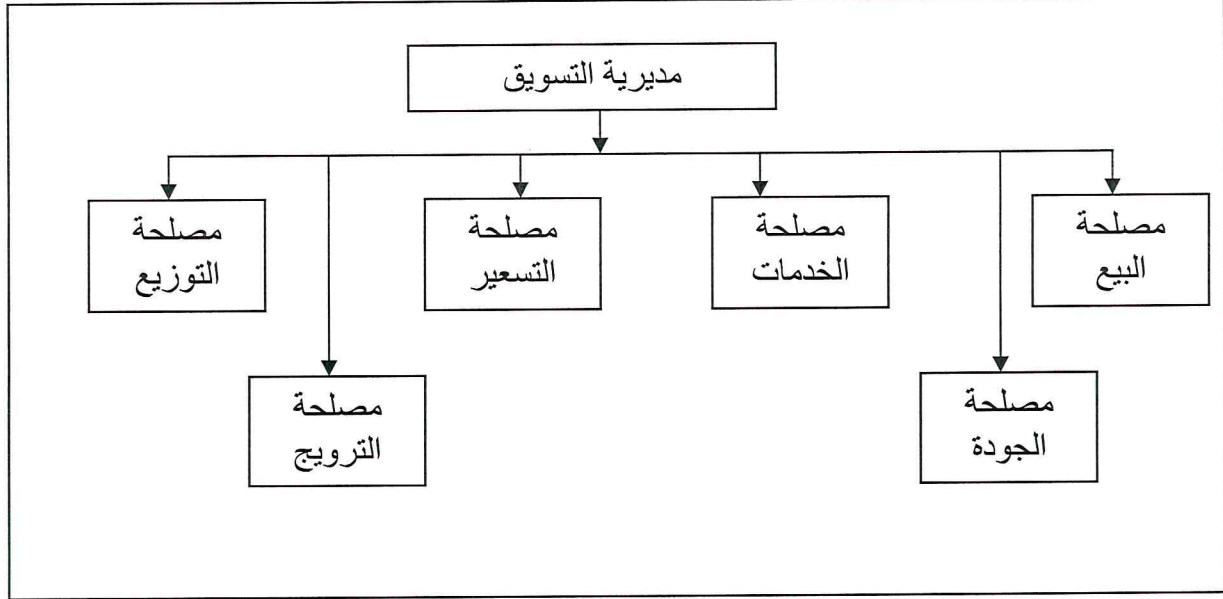 مديرية التسويق
مصلحة
البيع
مصلحة
الخدمات
مصلحة
التسعير
مصلحة
التوزيع
مصلحة
الجودة
مصلحة
الترويج